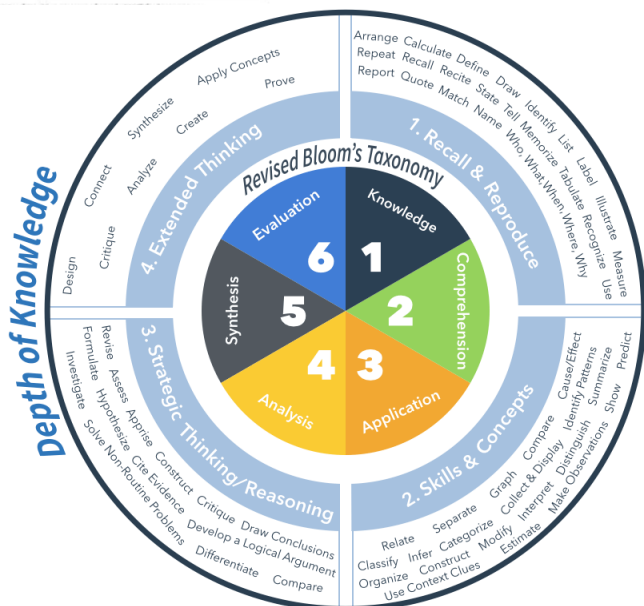 Depth of Knowledge
Revised Bloom's Taxonomy
Knowledge
1
Comprehension
2
Application
3
Analysis
4
Synthesis
5
Evaluation
6
1. Recall & Reproduce
Arrange Calculate Define Draw Identify List Label Illustrate Measure
Repeat Recall Recite State Tell Memorize Tabulate Recognize Use
Report Quote Match Name Who, What, When, Where, Why
2. Skills & Concepts
Cause/Effect
Compare
Graph
Separate
Relate
Predict
Show
Summarize
Identify Patterns
Distinguish
Collect & Display
Interpret
Categorize
Infer
Classify
Make Observations
Modify
Construct
Organize
Estimate
Use Context Clues
3. Strategic Thinking/Reasoning
Revise Assess Apprise Construct Critique Draw Conclusions
Formulate Hypothesize Cite Evidence Develop a Logical Argument
Investigate Solve Non-Routine Problems Differentiate Compare
4. Extended Thinking
Design Connect Synthesize Apply Concepts
Critique Analyze Create Prove